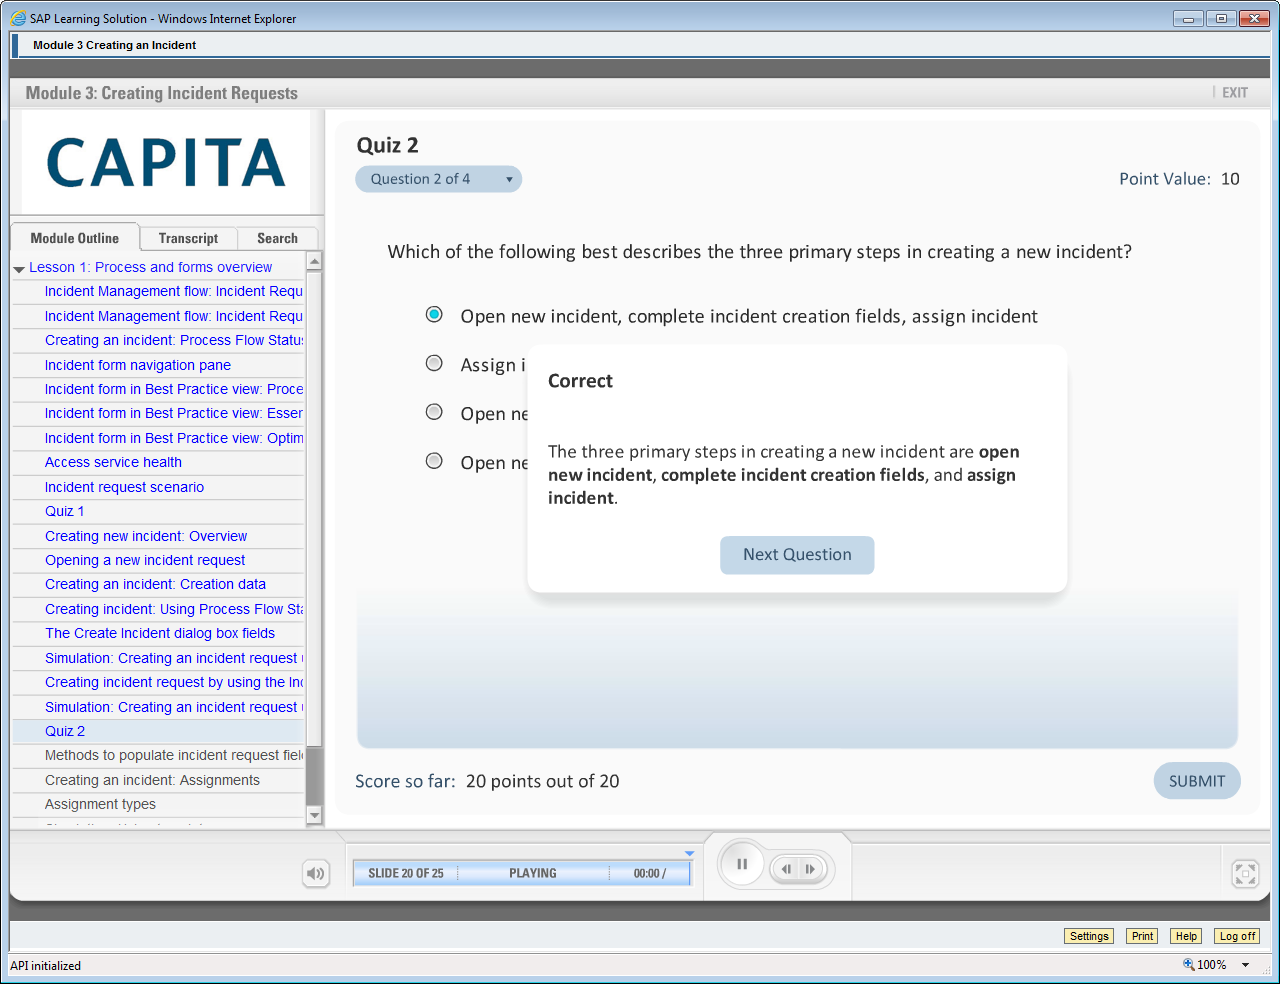 SAP Learning Solution - Windows Internet Explorer
Module 3 Creating an Incident
Module 3: Creating Incident Requests
EXIT
CAPITA
Module Outline
Transcript
Search
Lesson 1: Process and forms overview
Incident Management flow: Incident Requ
Incident Management flow: Incident Requ
Creating an incident: Process Flow Status
Incident form navigation pane
Incident form in Best Practice view: Proce
Incident form in Best Practice view: Essen
Incident form in Best Practice view: Optim
Access service health
Incident request scenario
Quiz 1
Creating new incident: Overview
Opening a new incident request
Creating an incident: Creation data
Creating incident: Using Process Flow Sta
The Create Incident dialog box fields
Simulation: Creating an incident request
Creating incident request by using the Inc
Simulation: Creating an incident request
Quiz 2
Methods to populate incident request field
Creating an incident: Assignments
Assignment types
Quiz 2
Question 2 of 4
Point Value: 10
Which of the following best describes the three primary steps in creating a new incident?
Open new incident, complete incident creation fields, assign incident
Assign i
Open ne
Open ne
Correct
The three primary steps in creating a new incident are open
new incident, complete incident creation fields, and assign
incident.
Next Question
Score so far: 20 points out of 20
SUBMIT
SLIDE 20 OF 25
PLAYING
00:00 /
Settings
Print
Help
Log off
API initialized
100%